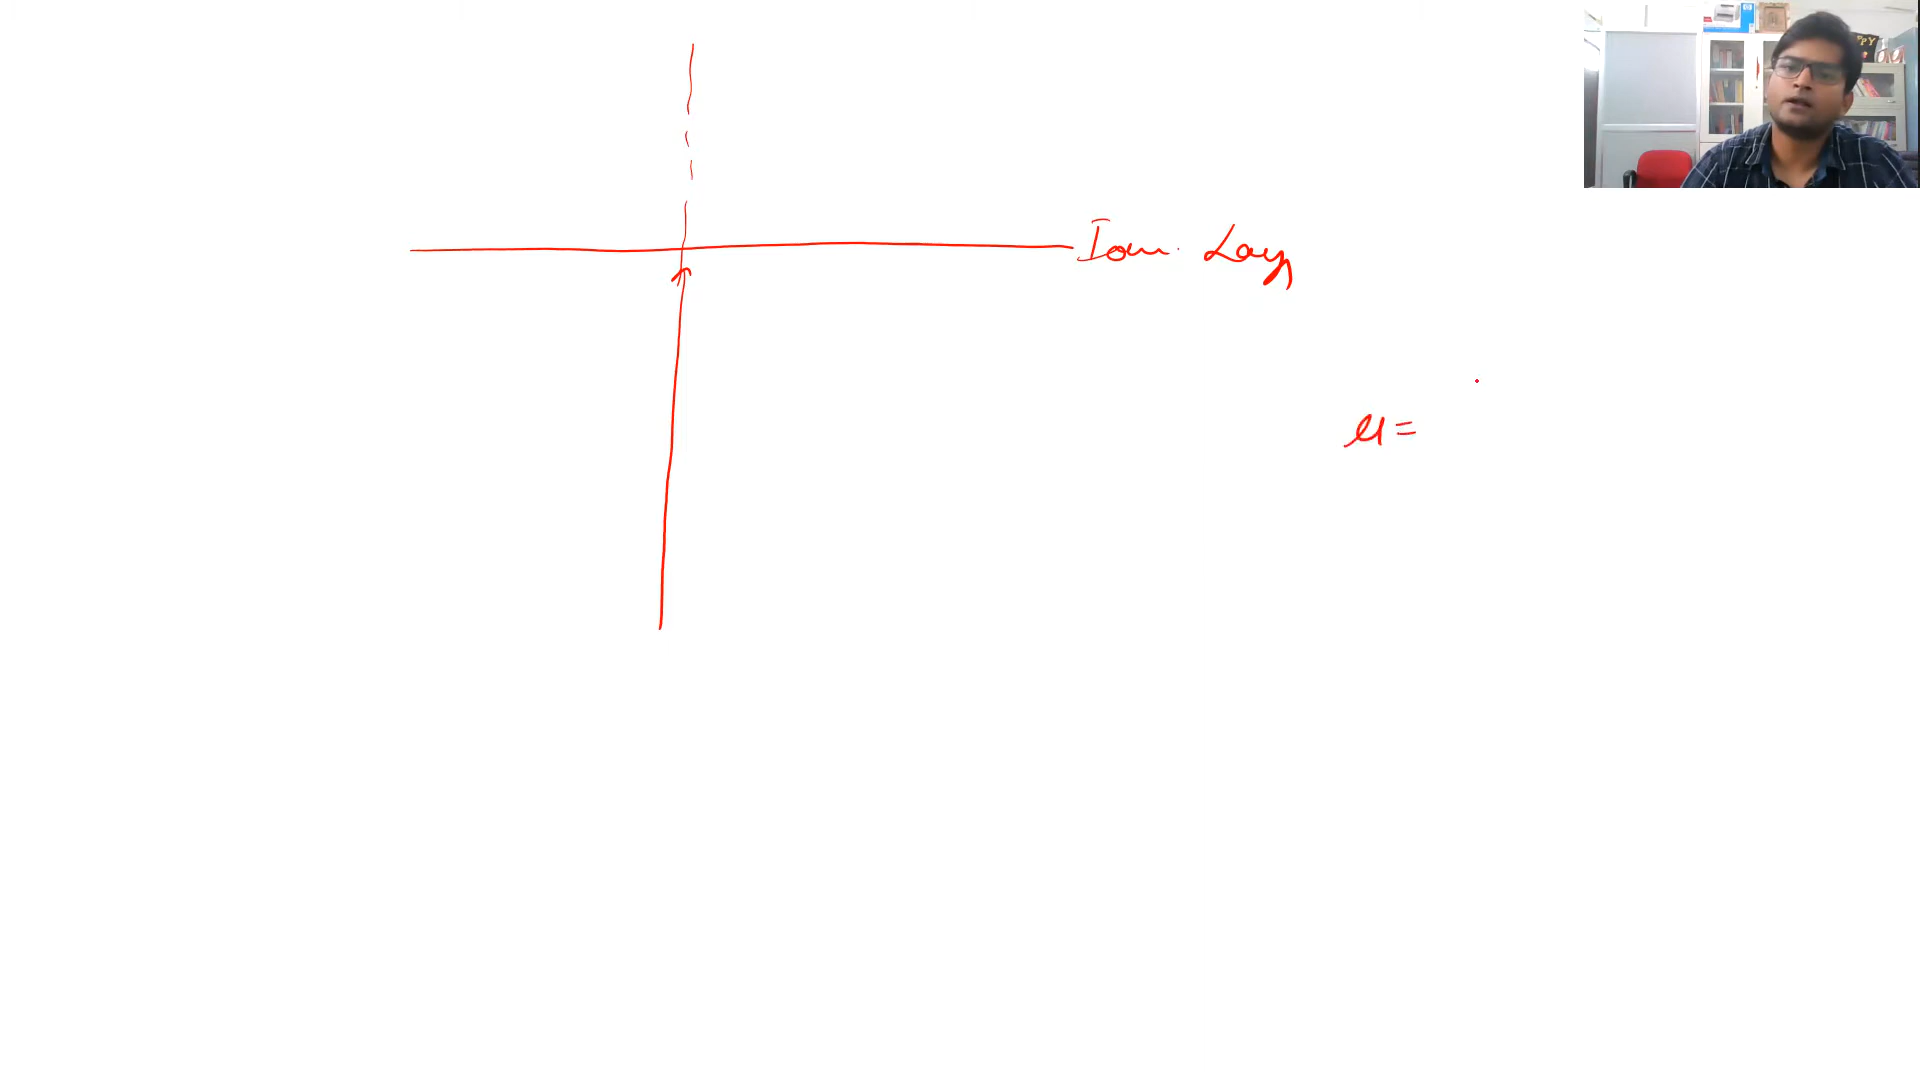 Ion. Lay
μ =